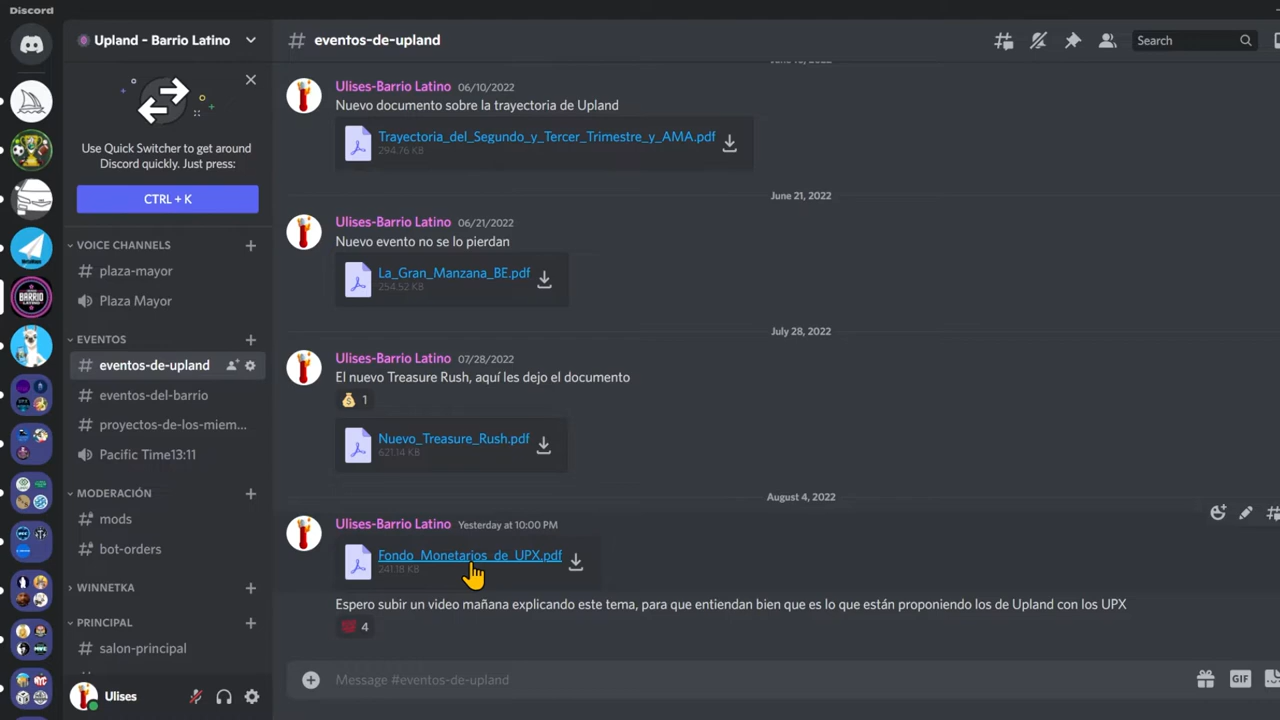 Discord
Upland – Barrio Latino
Use Quick Switcher to get around
Discord quickly. Just press:
CTRL + K
VOICE CHANNELS
plaza-mayor
Plaza Mayor
EVENTOS
eventos-de-upland
eventos-del-barrio
proyectos-de-los-miem...
Pacific Time13:11
MODERACIÓN
mods
bot-orders
WINNETKA
PRINCIPAL
salon-principal
Ulises
eventos-de-upland
Search
Ulises-Barrio Latino 06/10/2022
Nuevo documento sobre la trayectoria de Upland
Trayectoria_del_Segundo_y_Tercer_Trimestre_y_AMA.pdf
294.76 KB
June 21, 2022
Ulises-Barrio Latino 06/21/2022
Nuevo evento no se lo pierdan
La_Gran_Manzana_BE.pdf
254.52 KB
July 28, 2022
Ulises-Barrio Latino 07/28/2022
El nuevo Treasure Rush, aquí les dejo el documento
1
Nuevo_Treasure_Rush.pdf
621.14 KB
August 4, 2022
Ulises-Barrio Latino Yesterday at 10:00 PM
Fondo_Monetarios_de_UPX.pdf
241.18 KB
Espero subir un video mañana explicando este tema, para que entiendan bien que es lo que están proponiendo los de Upland con los UPX
4
Message #eventos-de-upland
GIF